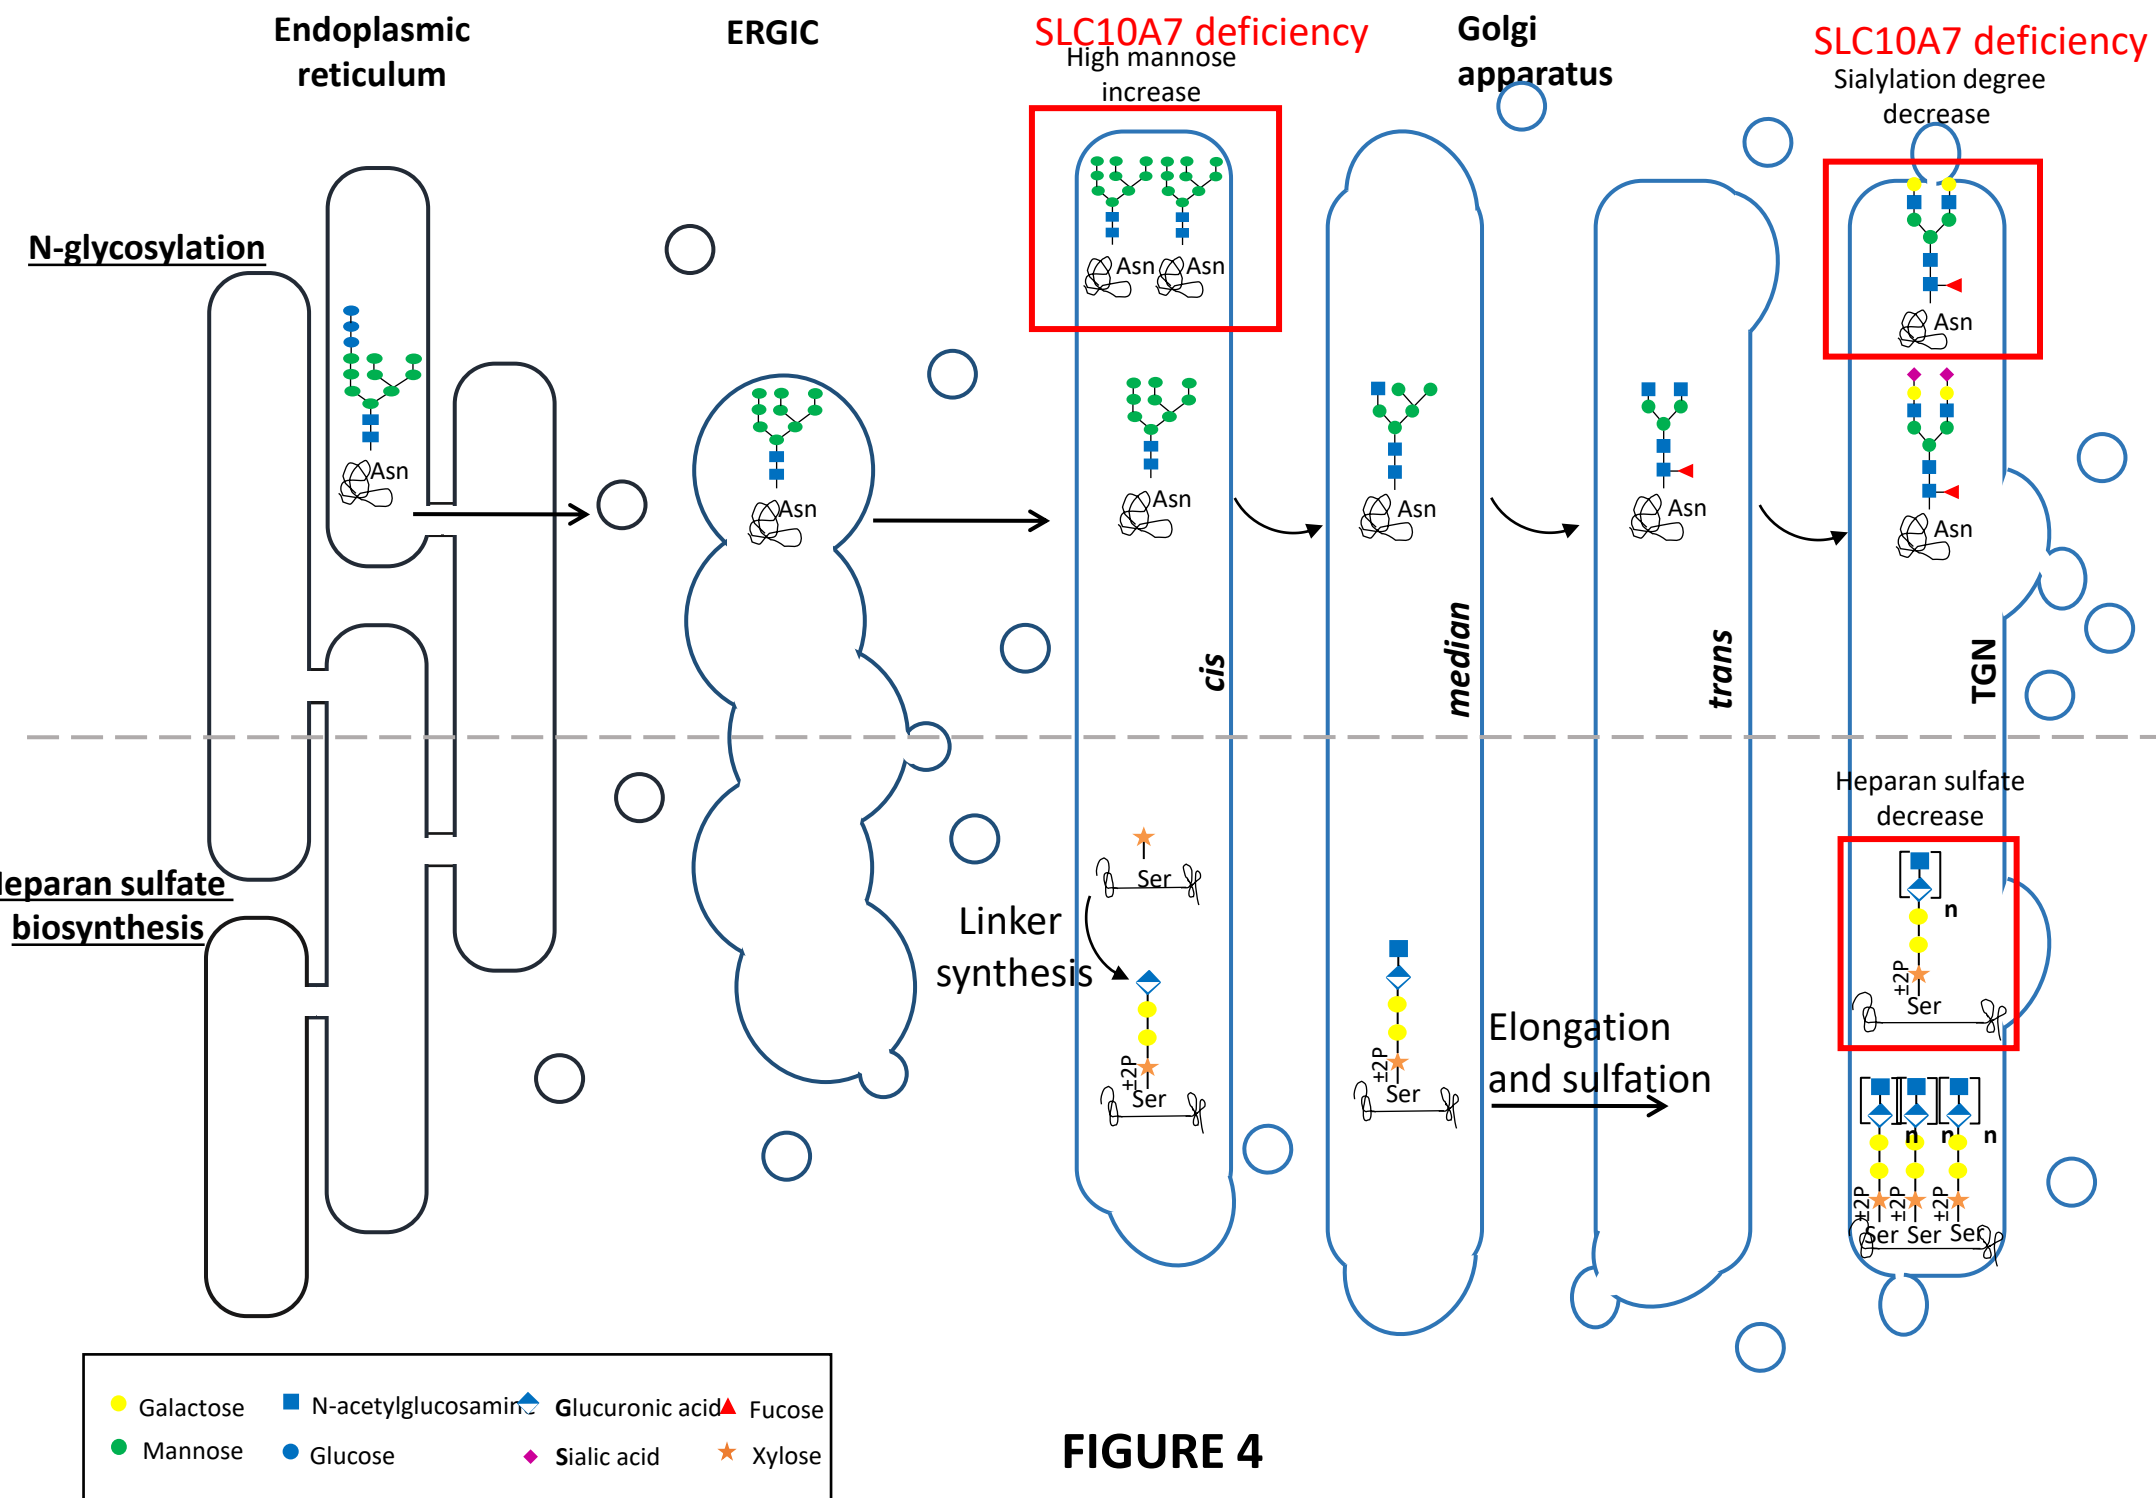 Endoplasmic
reticulum
ERGIC
SLC10A7 deficiency
High mannose
increase
Golgi
apparatus
SLC10A7 deficiency
Sialylation degree
decrease
N-glycosylation
Asn
Asn
Asn
Asn
Asn
Asn
Asn
Asn
Asn
cis
median
trans
TGN
Heparan sulfate
decrease
eparan sulfate
biosynthesis
Ser
Linker
synthesis
±2P
Ser
±2P
Ser
Elongation
and sulfation
n
±2P
Ser
n
n
n
±2P
±2P
±2P
Ser
Ser
Ser
Galactose
N-acetylglucosamine
Glucuronic acid
Fucose
Mannose
Glucose
Sialic acid
Xylose
FIGURE 4